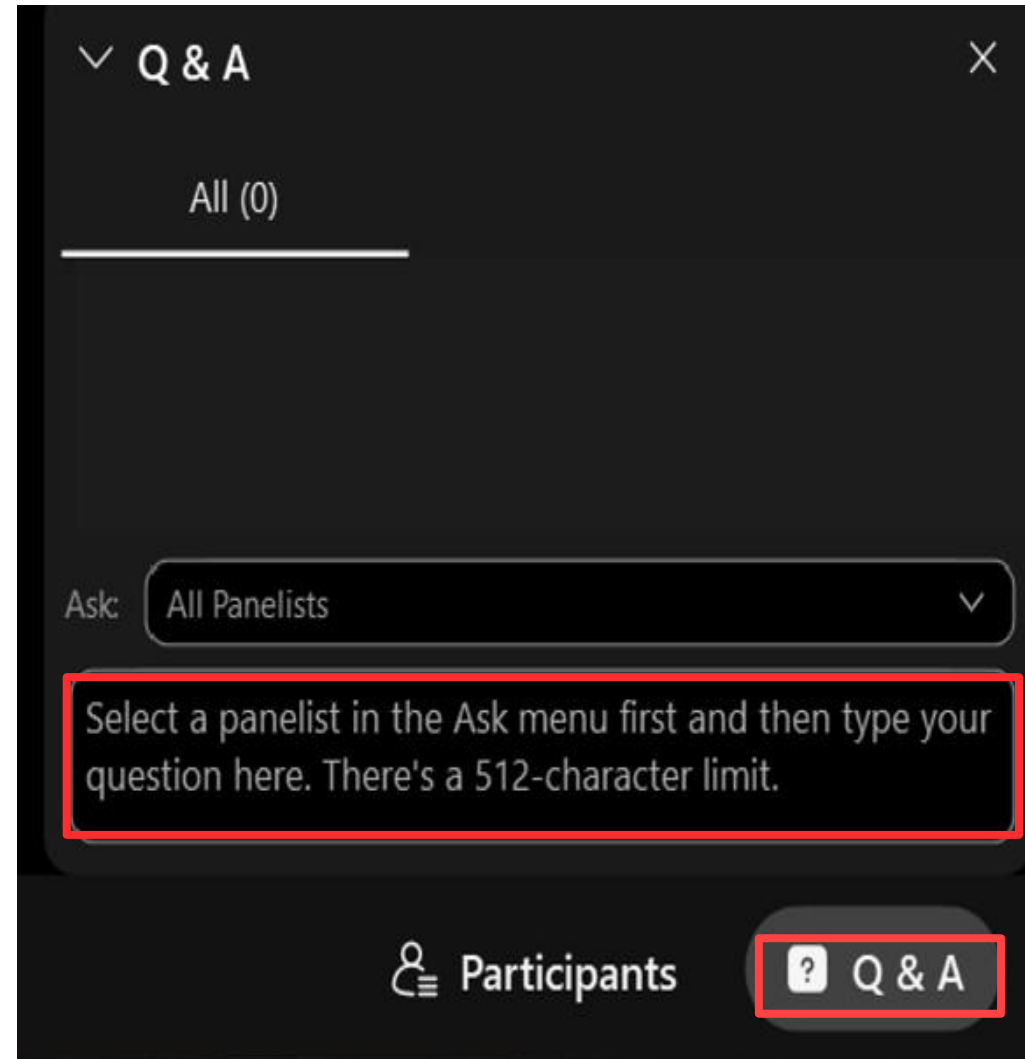 Q & A
All (0)
Ask:
All Panelists
Select a panelist in the Ask menu first and then type your
question here. There's a 512-character limit.
Participants
? Q & A